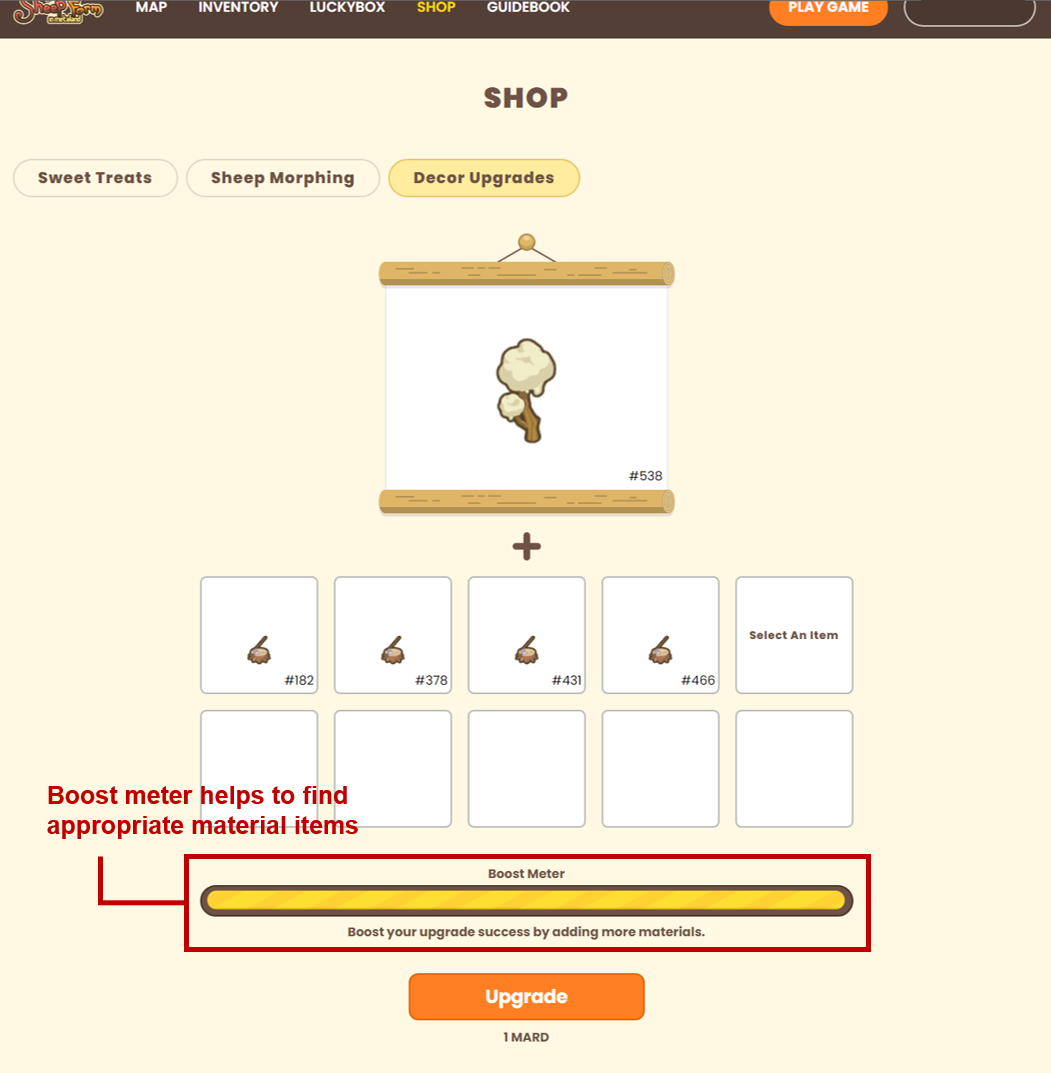 Sheep Farm
in metaland
MAP INVENTORY LUCKYBOX SHOP GUIDEBOOK PLAY GAME
SHOP
Sweet Treats Sheep Morphing Decor Upgrades
#538
Select An Item
#182 #378 #431 #466
Boost meter helps to find
appropriate material items
Boost Meter
Boost your upgrade success by adding more materials.
Upgrade
1 MARD